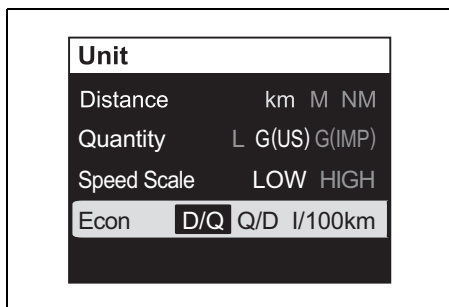 Unit
Distance km M NM
Quantity L G(US) G(IMP)
Speed Scale LOW HIGH
Econ D/Q Q/D l/100km